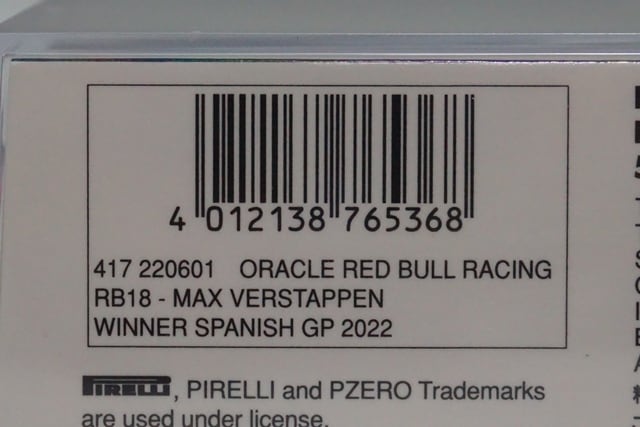 4 012138 765368
417 220601 ORACLE RED BULL RACING
RB18 - MAX VERSTAPPEN
WINNER SPANISH GP 2022
PIRELLI, PIRELLI and PZERO Trademarks
are used under license.